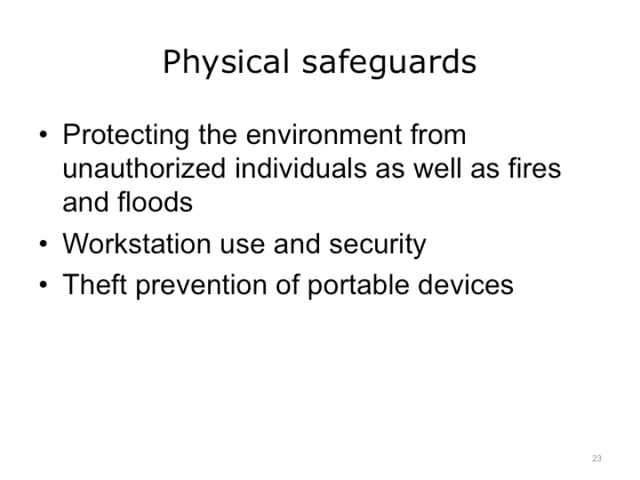 Physical safeguards
• Protecting the environment from
unauthorized individuals as well as fires
and floods
• Workstation use and security
• Theft prevention of portable devices
23